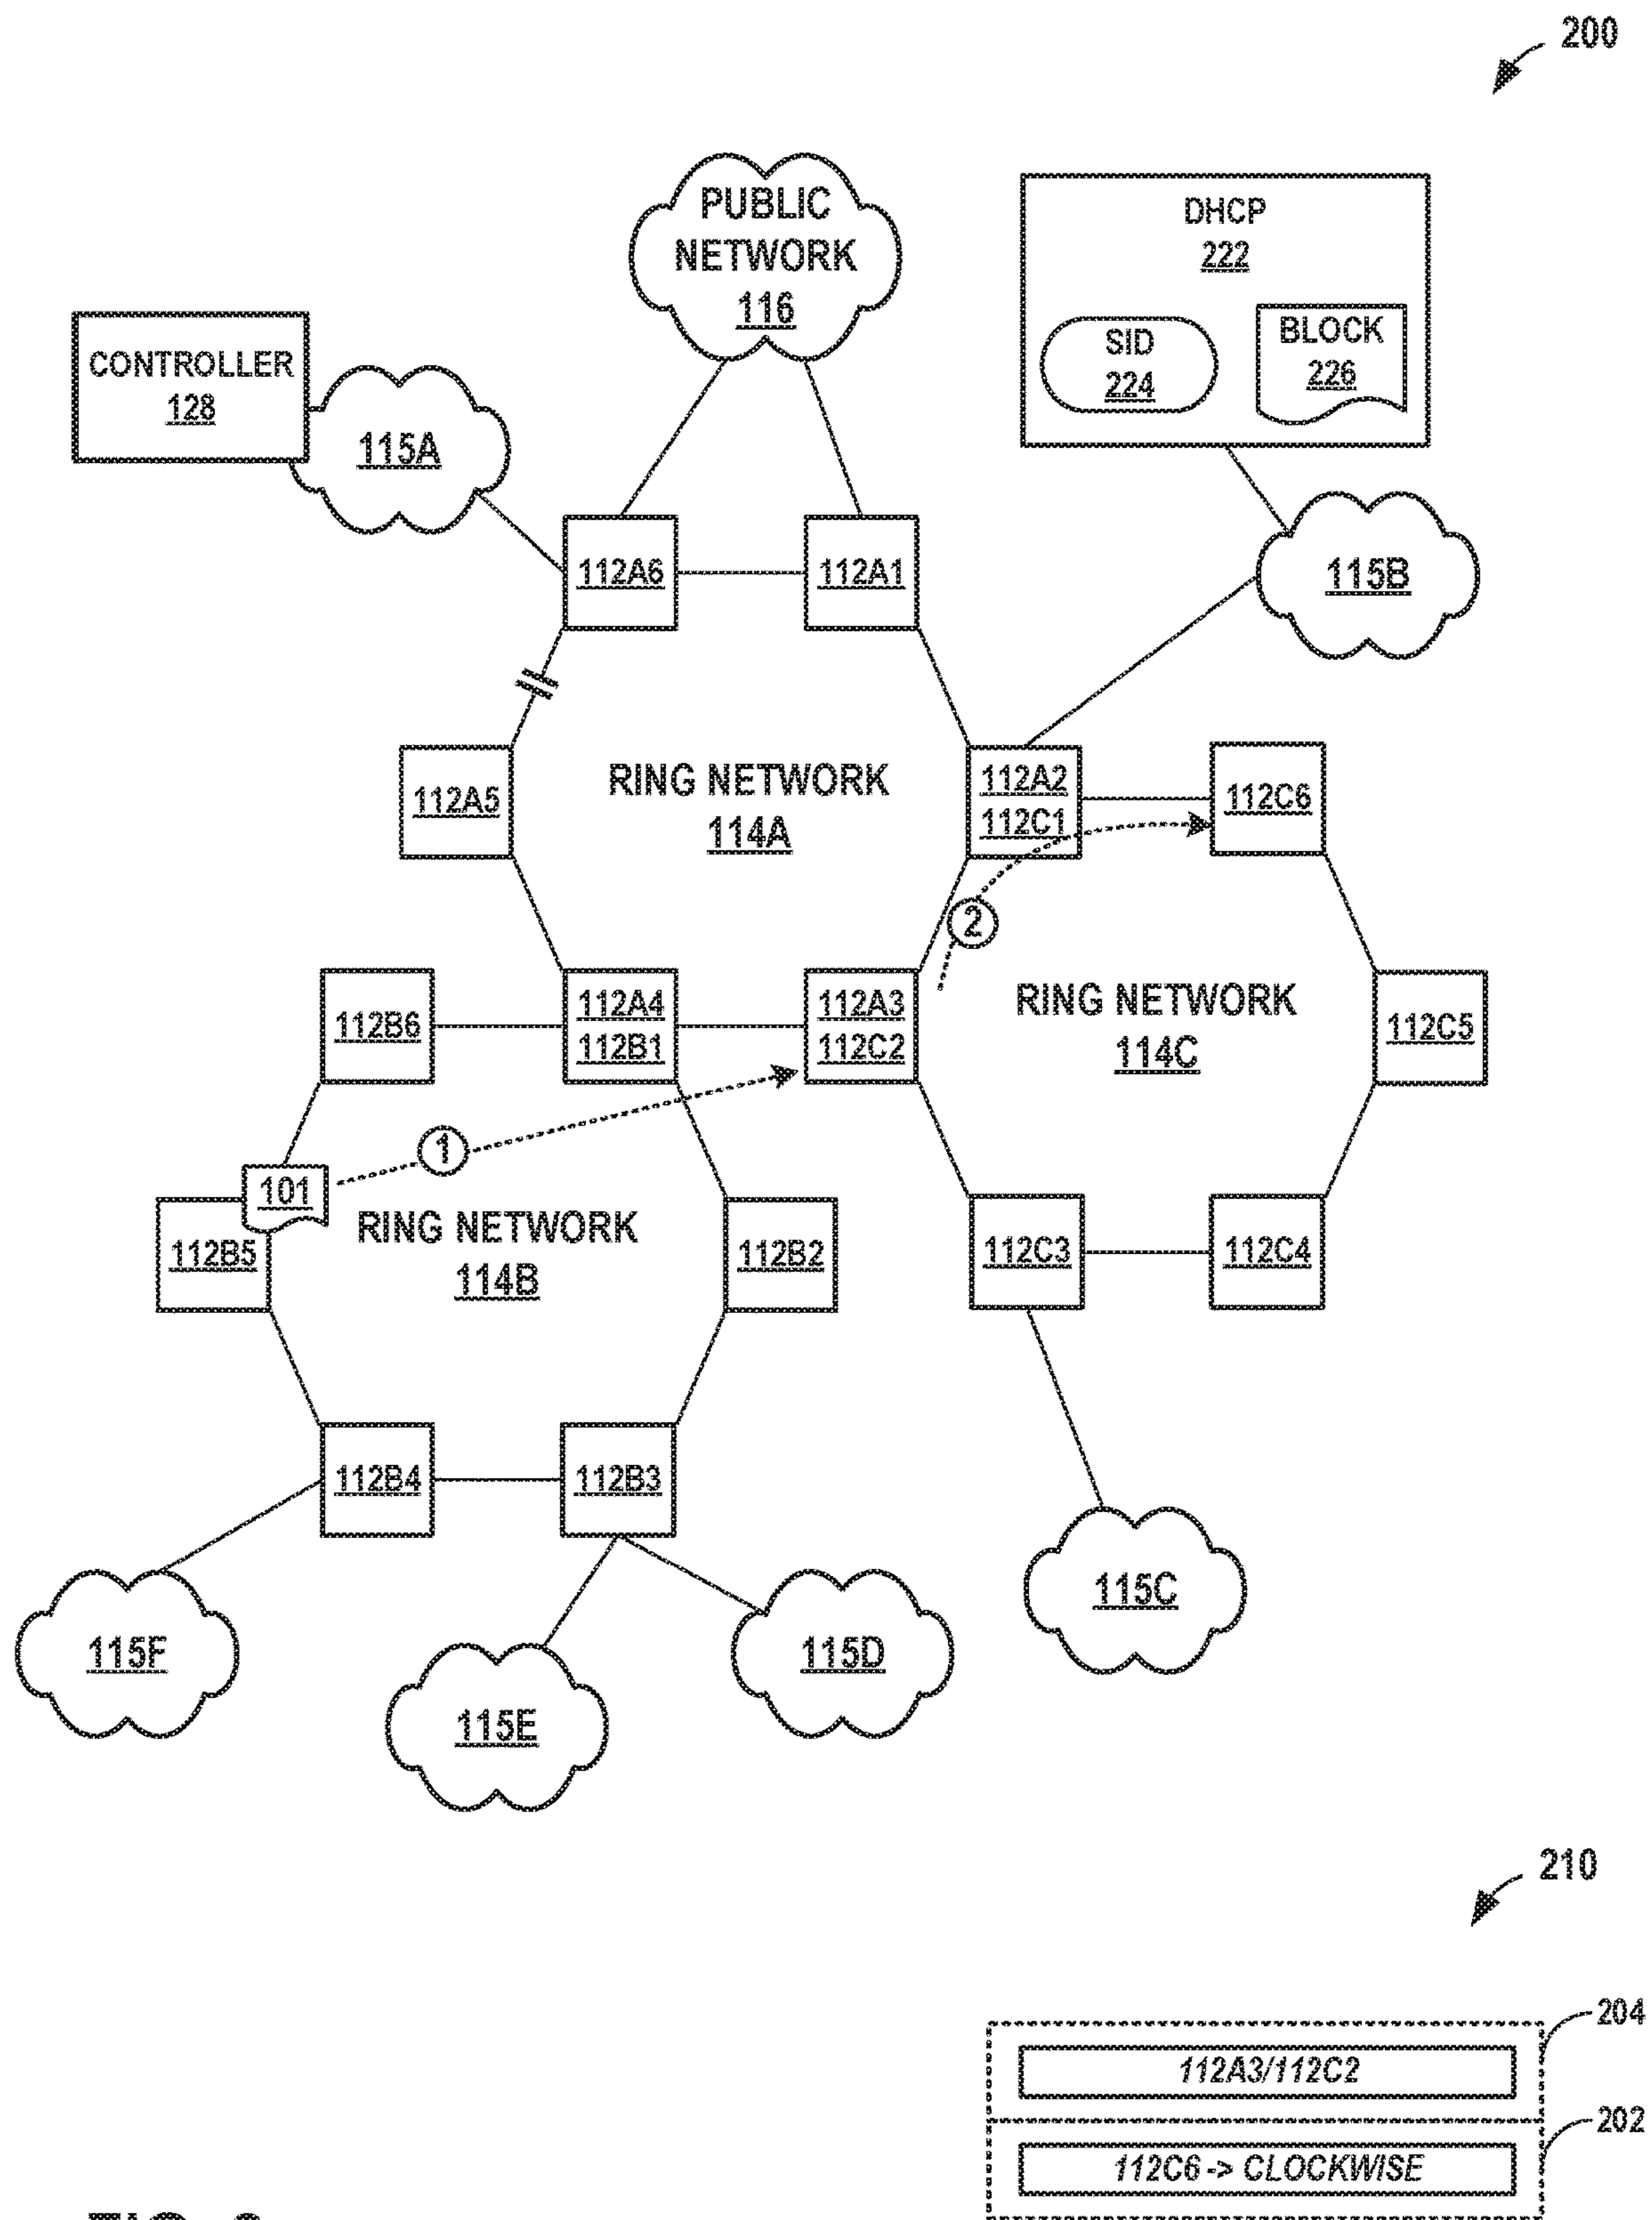 200
PUBLIC
NETWORK
116
DHCP
222
SID
224
BLOCK
226
CONTROLLER
128
115A
112A6
112A1
115B
112A5
RING NETWORK
114A
112A2
112C1
112C6
2
112B6
112A4
112B1
112A3
112C2
RING NETWORK
114C
112C5
1
101
112B5
RING NETWORK
114B
112B2
112C3
112C4
112B4
112B3
115F
115E
115D
115C
210
204
112A3/112C2
202
112C6 -> CLOCKWISE